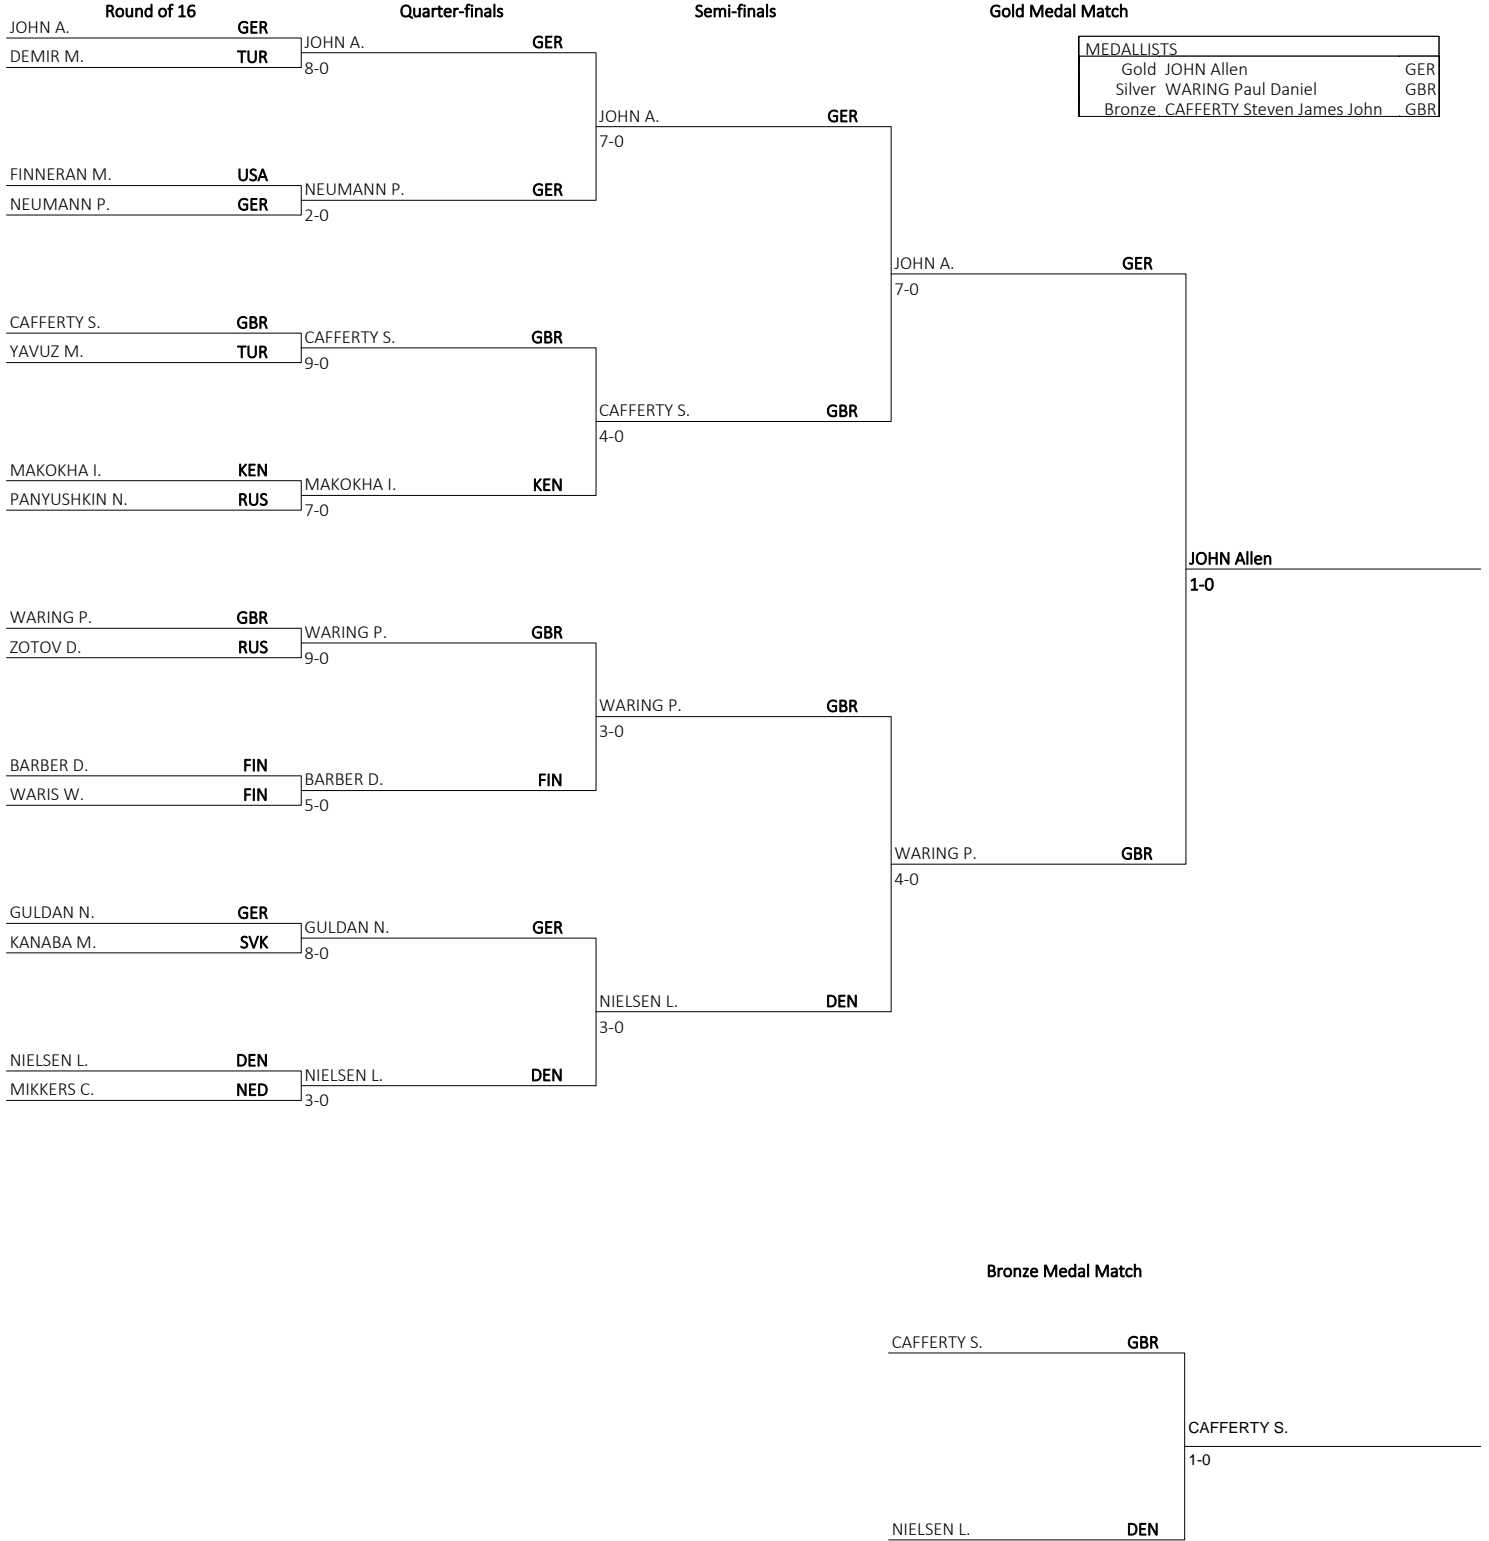 Round of 16 Quarter-finals Semi-finals Gold Medal Match
MEDALLISTS
Gold JOHN Allen GER
Silver WARING Paul Daniel GBR
Bronze CAFFERTY Steven James John GBR
JOHN A. GER
DEMIR M. TUR
JOHN A. GER
8-0
JOHN A. GER
7-0
FINNERAN M. USA
NEUMANN P. GER
NEUMANN P. GER
2-0
JOHN A. GER
7-0
CAFFERTY S. GBR
YAVUZ M. TUR
CAFFERTY S. GBR
9-0
CAFFERTY S. GBR
4-0
MAKOKHA I. KEN
PANYUSHKIN N. RUS
MAKOKHA I. KEN
7-0
JOHN Allen
1-0
WARING P. GBR
ZOTOV D. RUS
WARING P. GBR
9-0
WARING P. GBR
3-0
BARBER D. FIN
WARIS W. FIN
BARBER D. FIN
5-0
WARING P. GBR
4-0
GULDAN N. GER
KANABA M. SVK
GULDAN N. GER
8-0
NIELSEN L. DEN
3-0
NIELSEN L. DEN
MIKKERS C. NED
NIELSEN L. DEN
3-0
Bronze Medal Match
CAFFERTY S. GBR
CAFFERTY S.
1-0
NIELSEN L. DEN